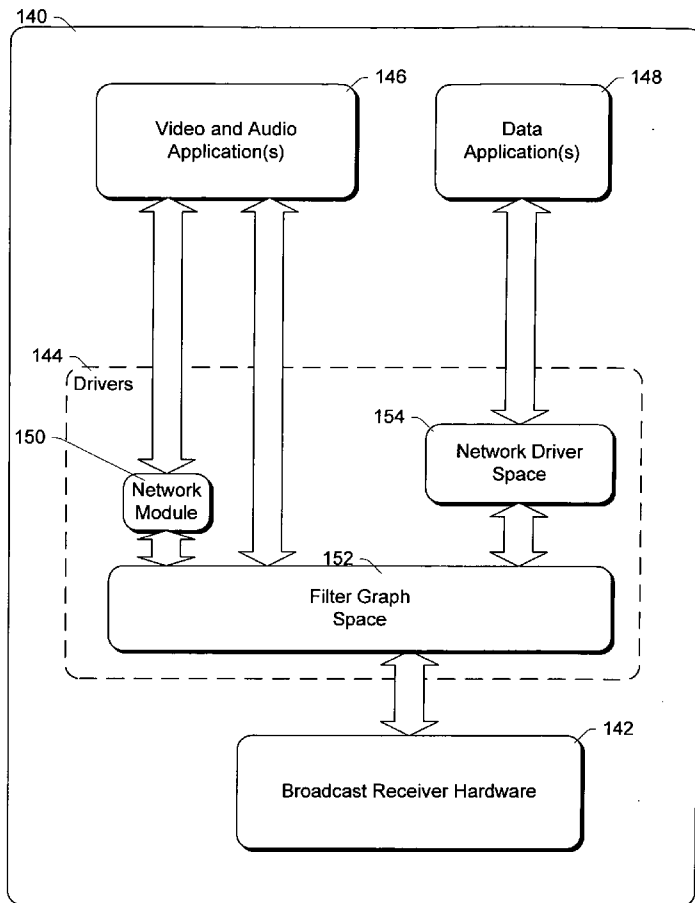 140
146
148
Video and Audio
Application(s)
Data
Application(s)
144
Drivers
154
150
Network Driver
Space
Network
Module
152
Filter Graph
Space
142
Broadcast Receiver Hardware